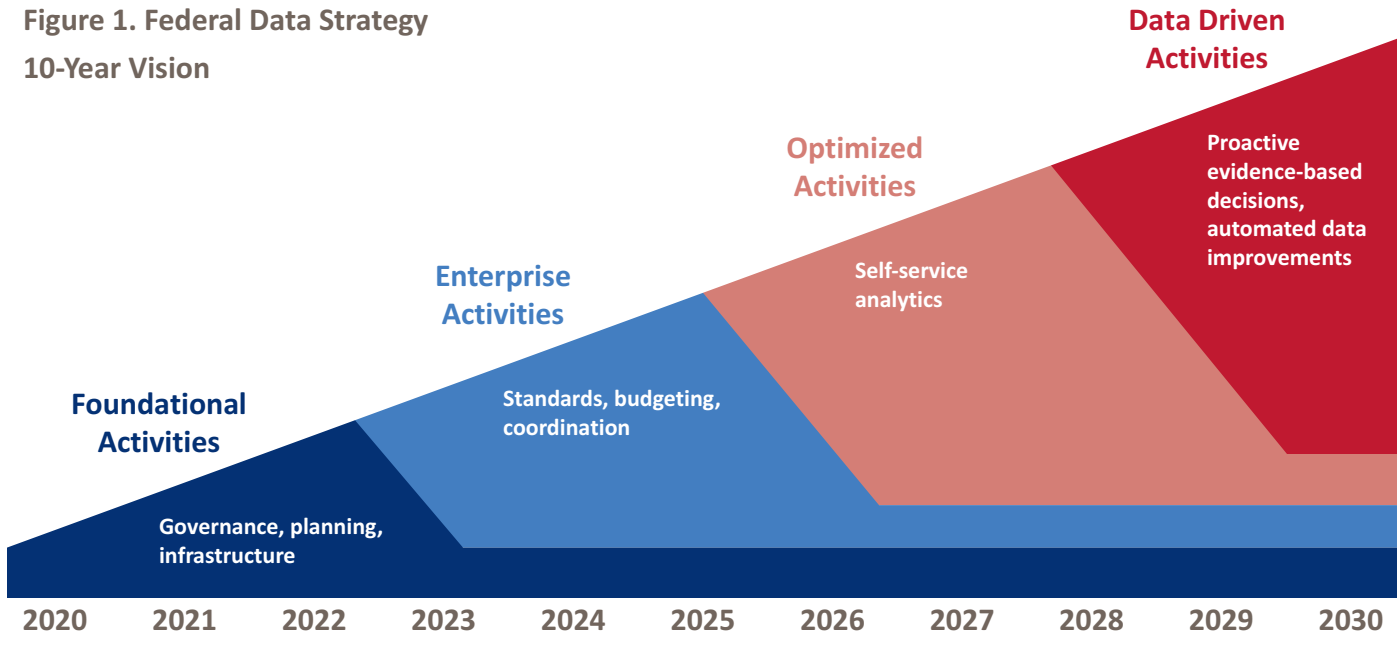 Figure 1. Federal Data Strategy
10-Year Vision
Data Driven
Activities
Proactive
evidence-based
decisions,
automated data
improvements
Optimized
Activities
Self-service
analytics
Enterprise
Activities
Standards, budgeting,
coordination
Foundational
Activities
Governance, planning,
infrastructure
2020 2021 2022 2023 2024 2025 2026 2027 2028 2029 2030